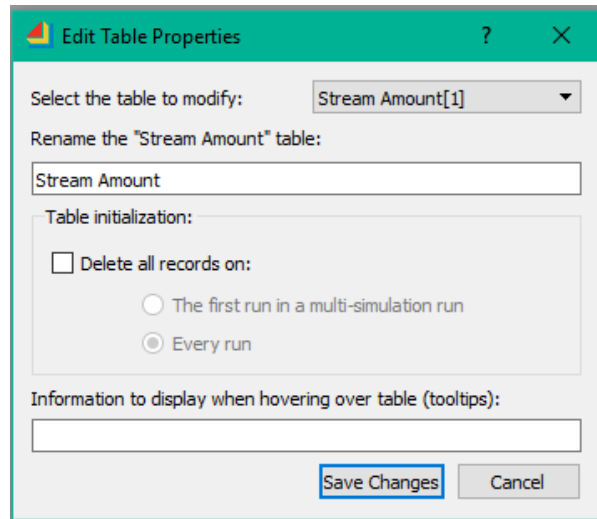 Edit Table Properties ? ×
Select the table to modify: Stream Amount[1]
Rename the "Stream Amount" table:
Stream Amount
Table initialization:
Delete all records on:
The first run in a multi-simulation run
Every run
Information to display when hovering over table (tooltips):
Save Changes Cancel